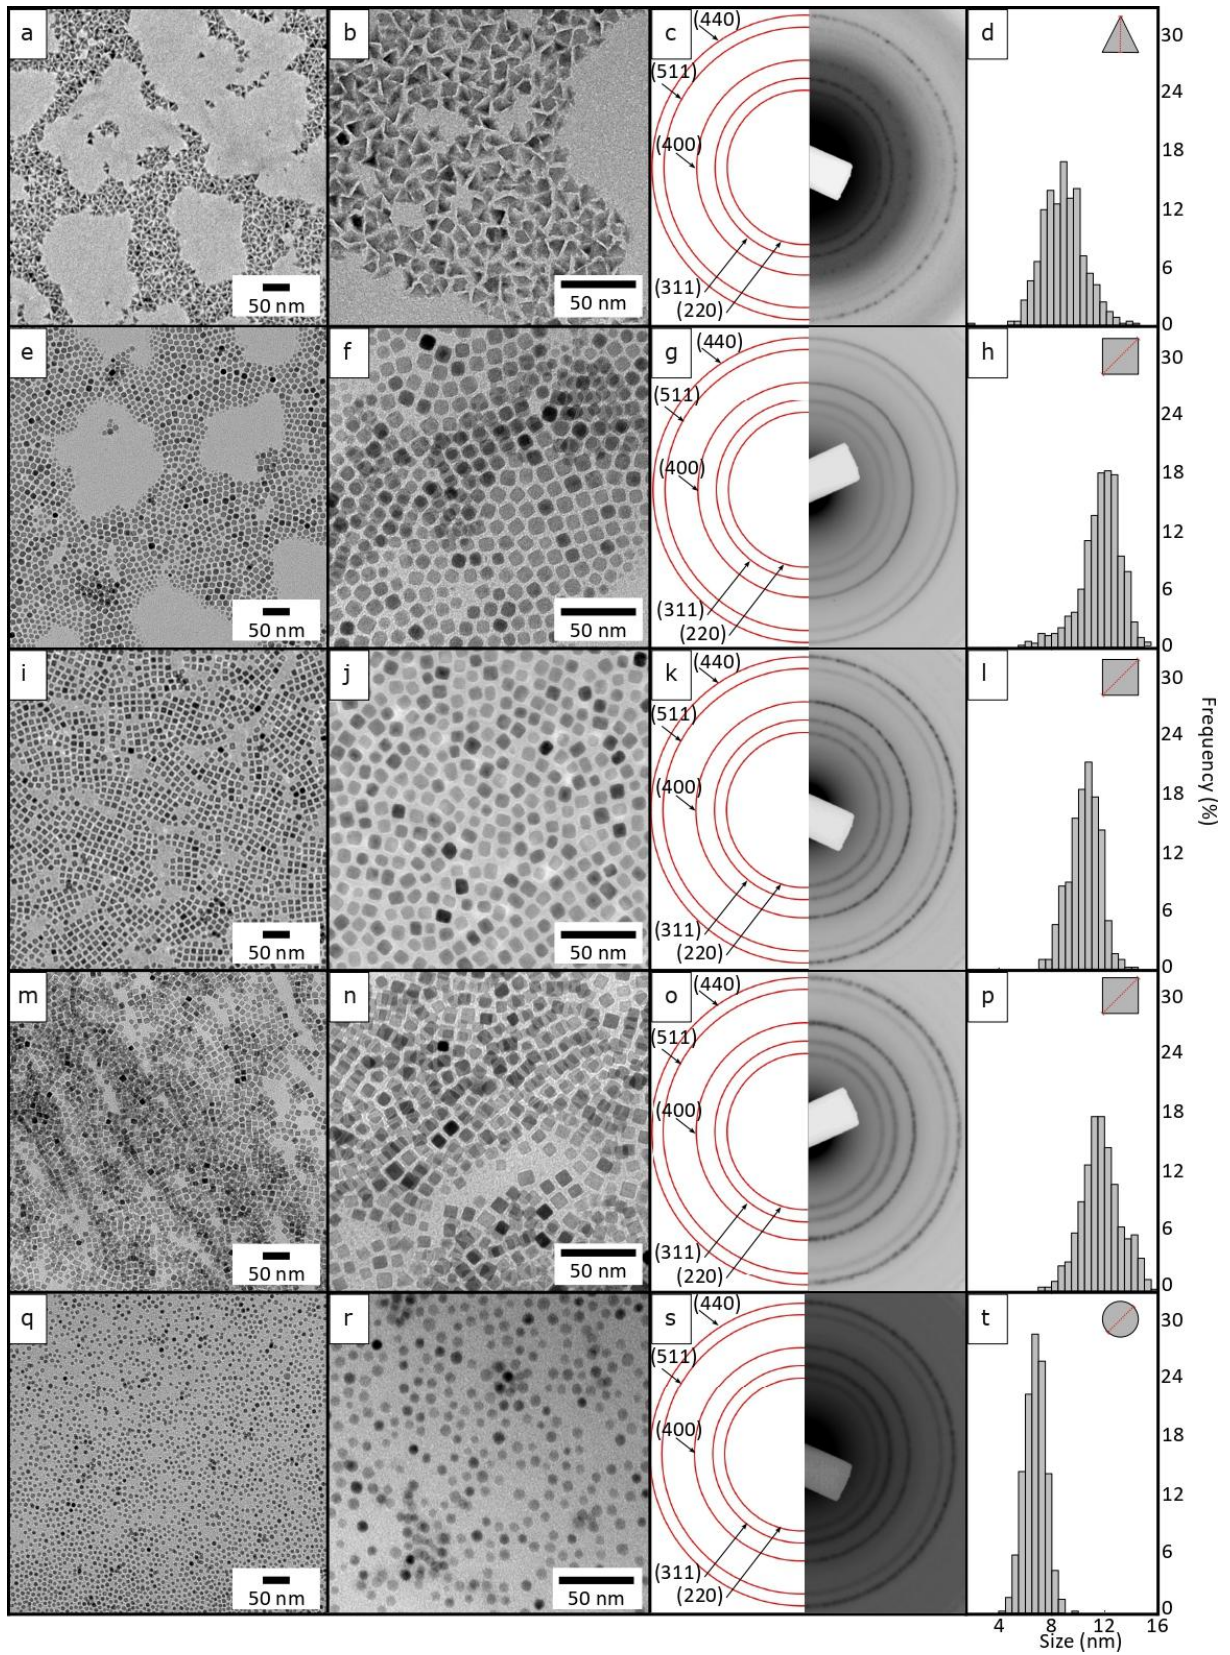 a
b
c
(440)
(511)
(400)
(311)
(220)
d
30
24
18
12
6
0
50 nm
50 nm
e
f
g
(440)
(511)
(400)
(311)
(220)
h
30
24
18
12
6
0
50 nm
50 nm
i
j
k
(440)
(511)
(400)
(311)
(220)
l
30
24
18
12
6
0
Frequency (%)
50 nm
50 nm
m
n
o
(440)
(511)
(400)
(311)
(220)
p
30
24
18
12
6
0
50 nm
50 nm
q
r
s
(440)
(511)
(400)
(311)
(220)
t
30
24
18
12
6
0
50 nm
50 nm
4 8 12 16
Size (nm)